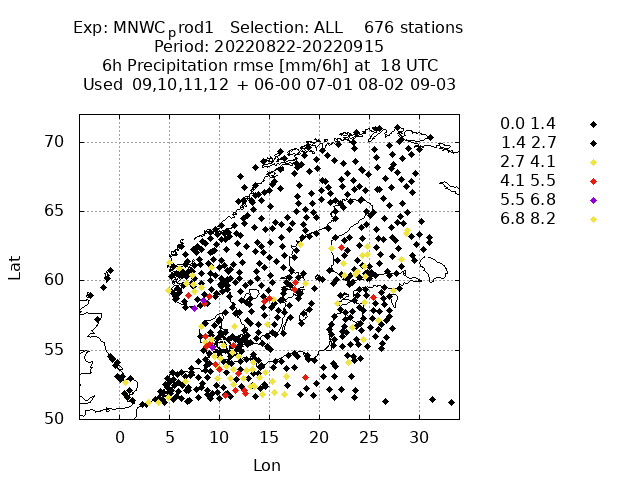 Exp: MNWCprod1 Selection: ALL 676 stations
Period: 20220822-20220915
6h Precipitation rmse [mm/6h] at 18 UTC
Used 09,10,11,12 + 06-00 07-01 08-02 09-03
0.0 1.4
1.4 2.7
2.7 4.1
4.1 5.5
5.5 6.8
6.8 8.2
70
65
60
55
50
Lat
0 5 10 15 20 25 30
Lon